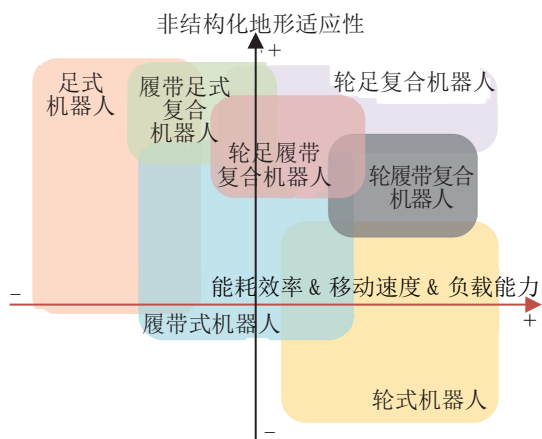 非结构化地形适应性
+
足式
机器人
履带足式
复合
机器人
轮足复合机器人
轮足履带
复合机器人
轮履带复合
机器人
能耗效率 & 移动速度 & 负载能力
−
+
履带式机器人
轮式机器人
−